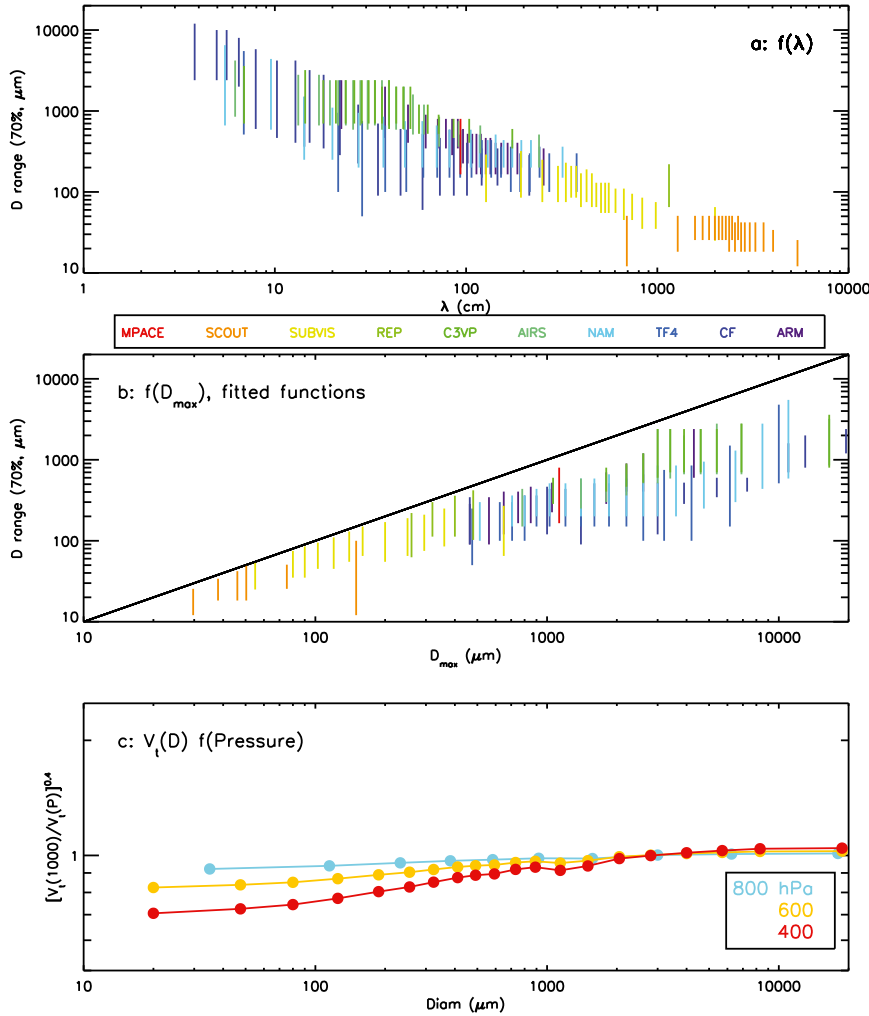 a: f(λ)
D range (70%, μm)
10000
1000
100
10
1
10
100
1000
10000
λ (cm)
MPACE SCOUT SUBVIS REP C3VP AIRS NAM TF4 CF ARM
b: f(Dmax), fitted functions
D range (70%, μm)
10000
1000
100
10
10
100
1000
10000
Dmax (μm)
c: Vt(D) f(Pressure)
[Vt(1000)/Vt(P)]^0.4
1
800 hPa
600
400
10
100
1000
10000
Diam (μm)